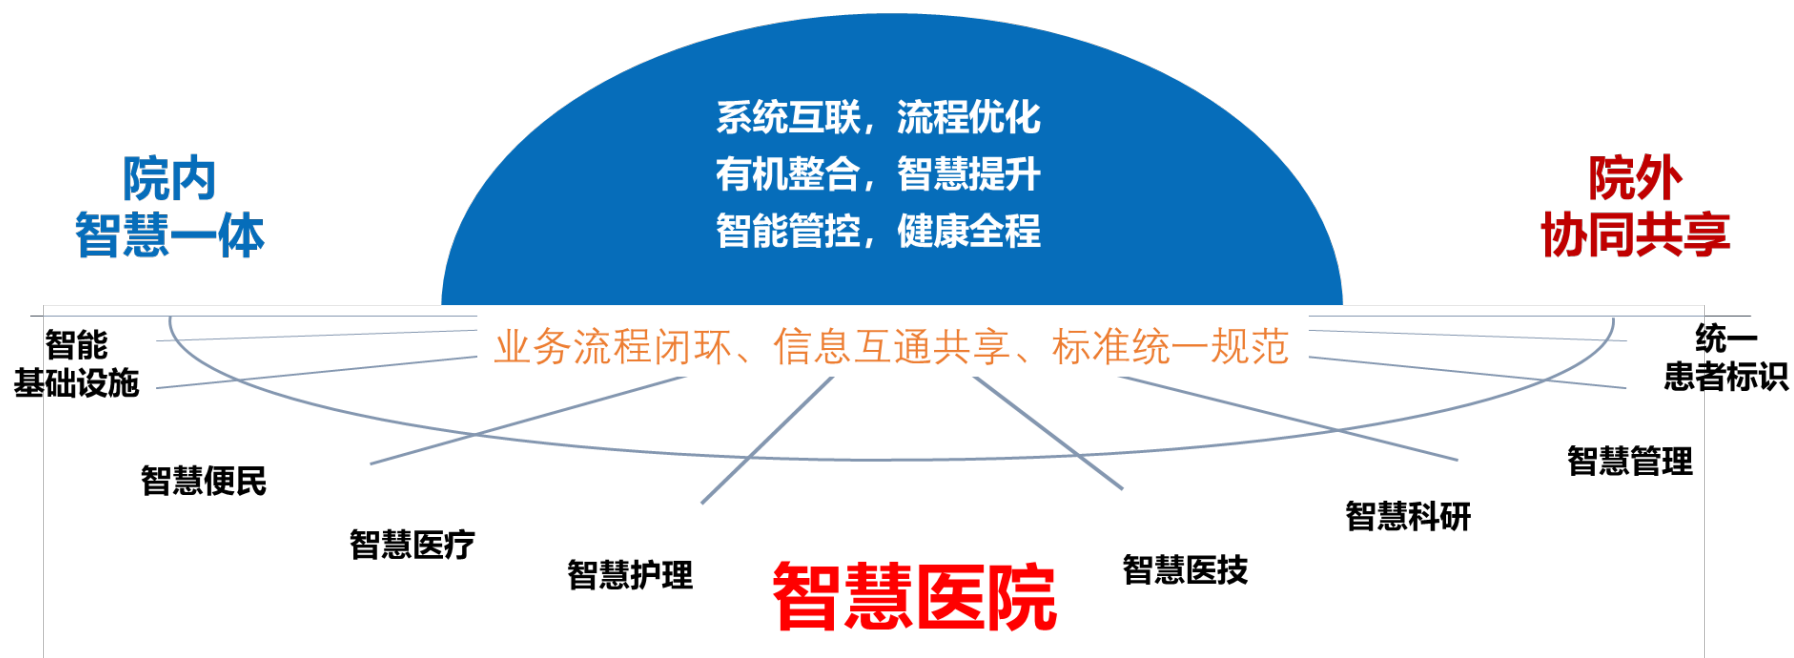 系统互联，流程优化
有机整合，智慧提升
智能管控，健康全程
院内
智慧一体
院外
协同共享
业务流程闭环、信息互通共享、标准统一规范
智能
基础设施
统一
患者标识
智慧便民
智慧医疗
智慧护理
智慧医技
智慧科研
智慧管理
智慧医院